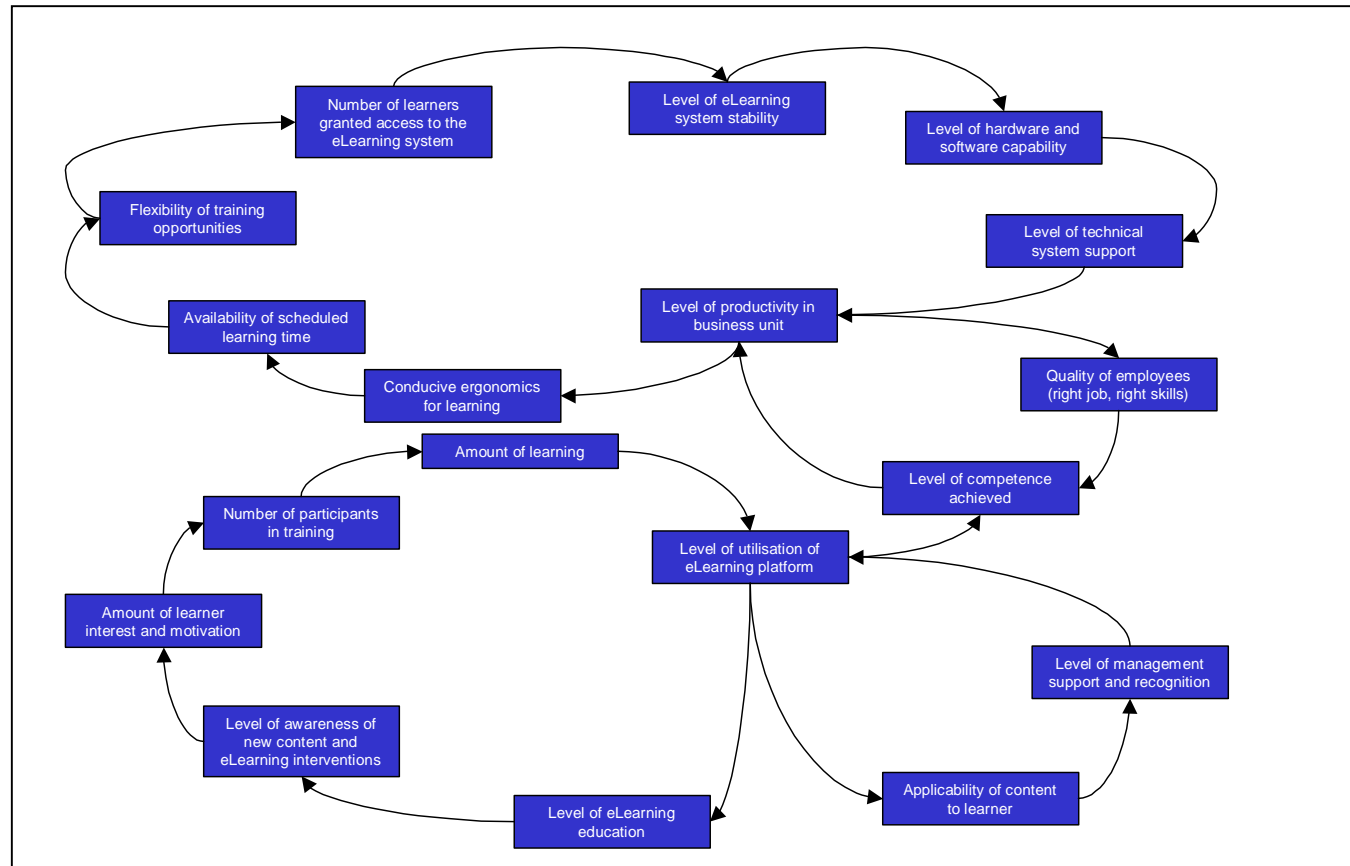 Number of learners
granted access to the
eLearning system
Level of eLearning
system stability
Level of hardware and
software capability
Flexibility of training
opportunities
Level of technical
system support
Availability of scheduled
learning time
Level of productivity in
business unit
Conducive ergonomics
for learning
Quality of employees
(right job, right skills)
Amount of learning
Level of competence
achieved
Number of participants
in training
Level of utilisation of
eLearning platform
Amount of learner
interest and motivation
Level of management
support and recognition
Level of awareness of
new content and
eLearning interventions
Applicability of content
to learner
Level of eLearning
education